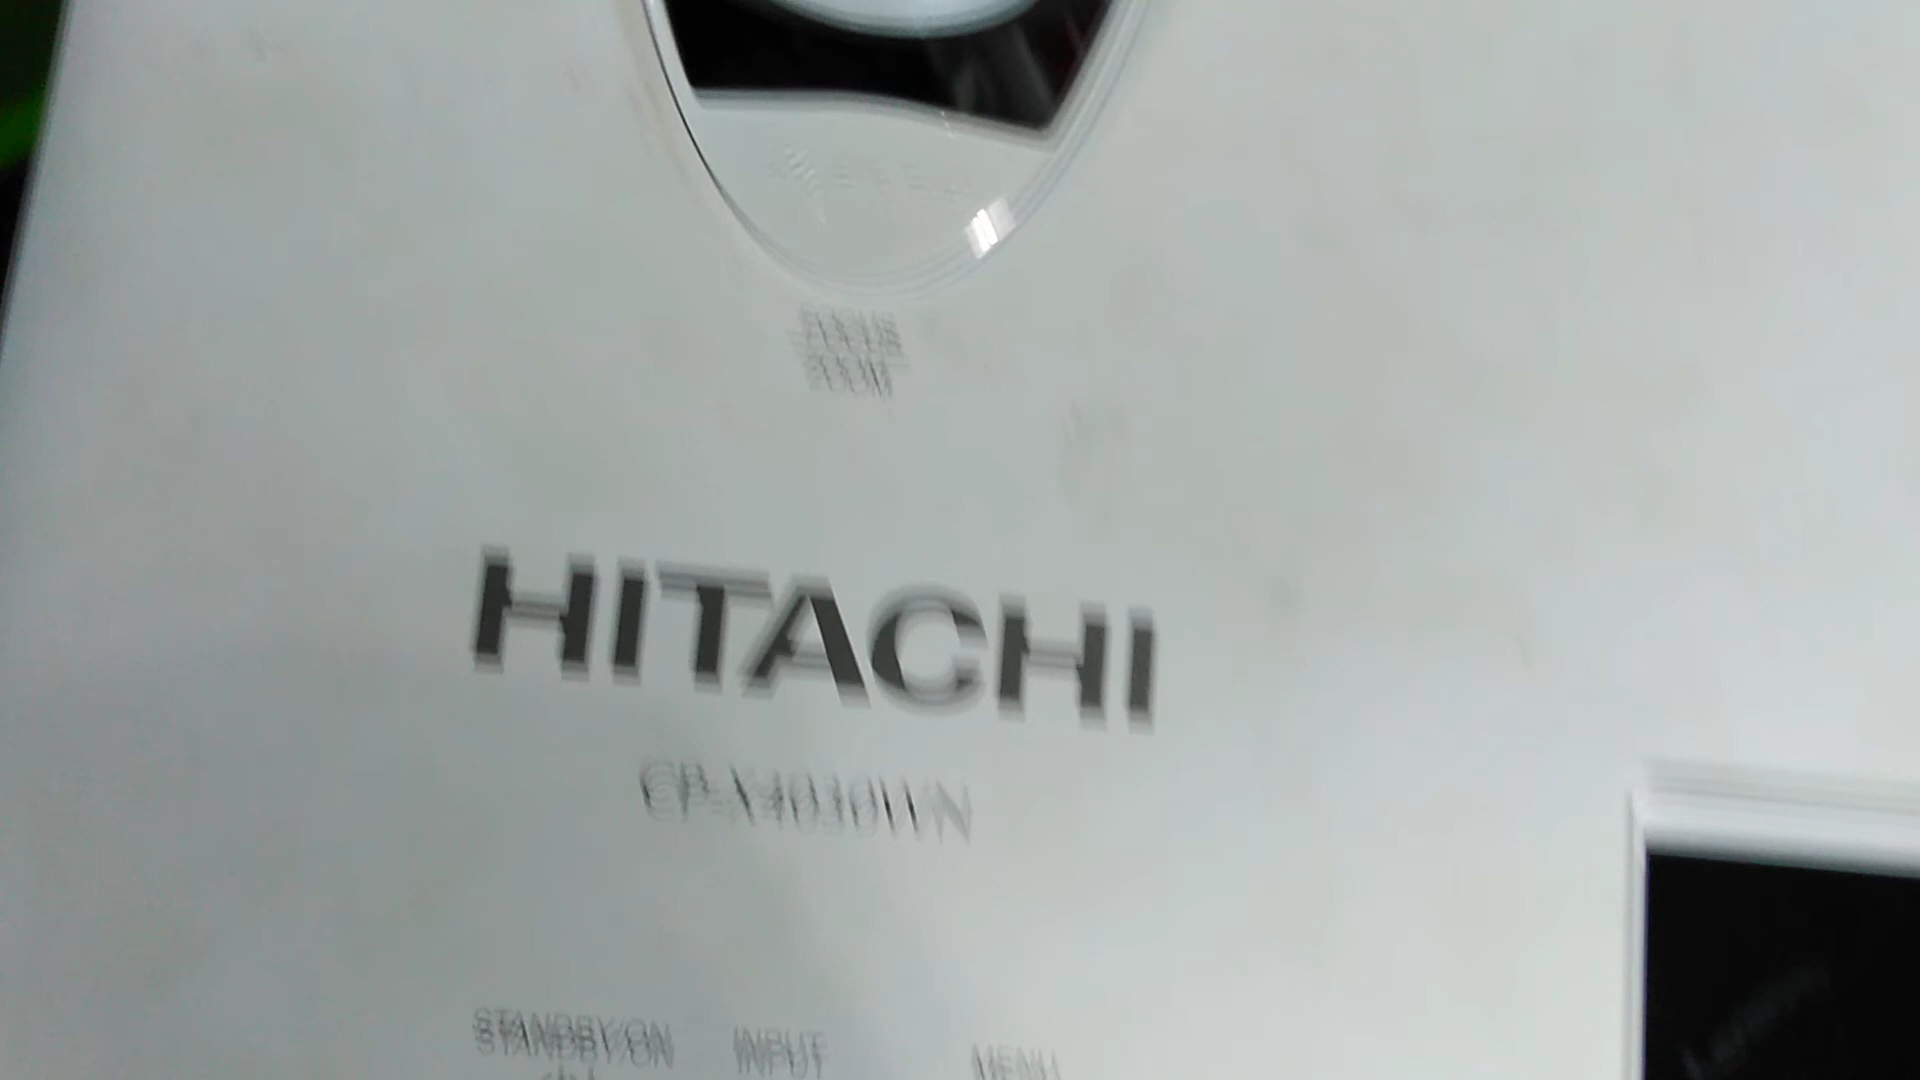 FOCUS
ZOOM
HITACHI
CP-X4030WN
STANDBY/ON
INPUT
MENU